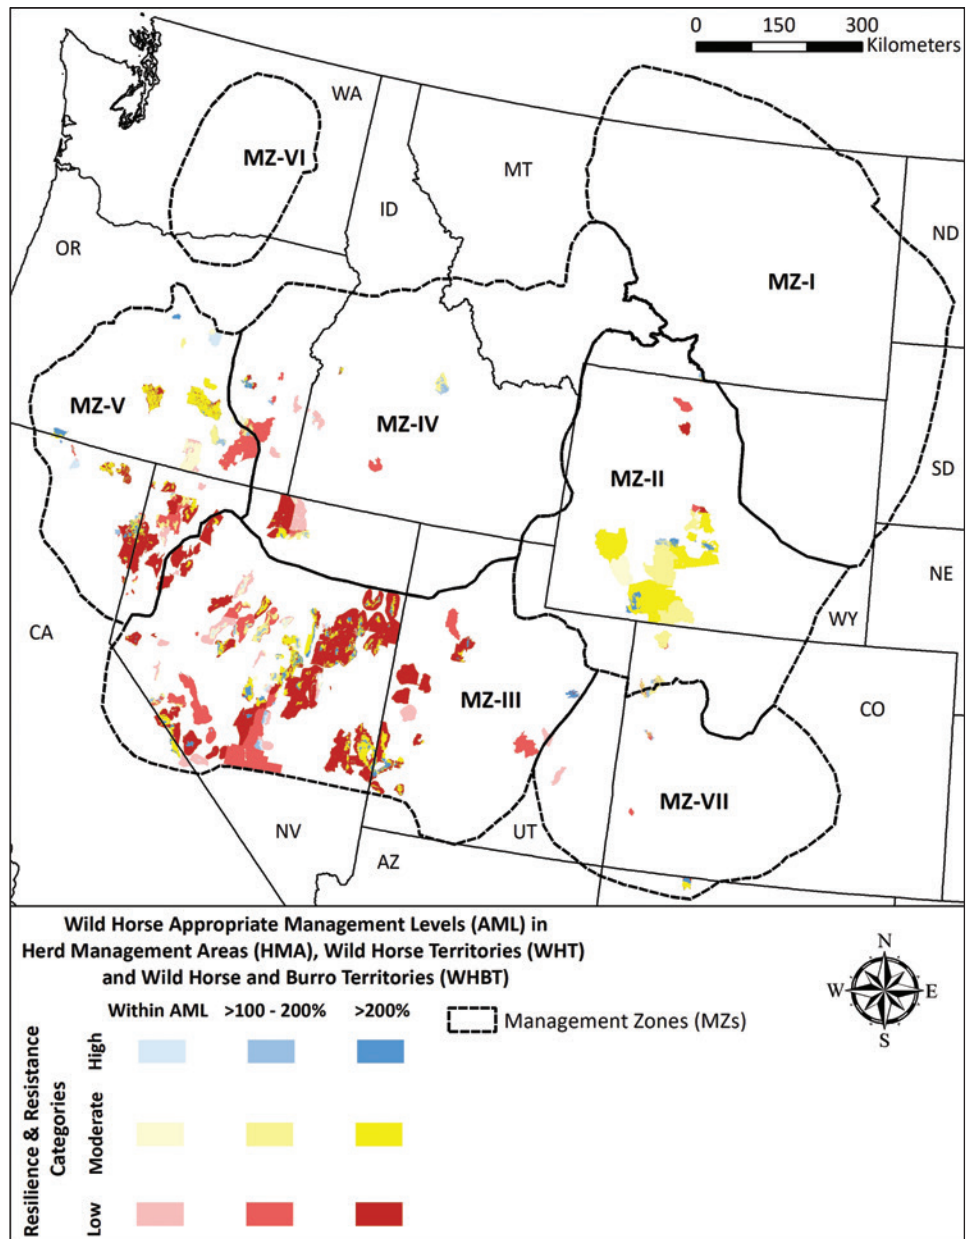 0 150 300
Kilometers
WA
MZ-VI
MT
ID
ND
OR
MZ-I
MZ-V
MZ-IV
MZ-II
SD
NE
WY
CA
MZ-III
CO
MZ-VII
NV
UT
AZ
Wild Horse Appropriate Management Levels (AML) in
Herd Management Areas (HMA), Wild Horse Territories (WHT)
and Wild Horse and Burro Territories (WHBT)
Within AML >100 - 200% >200%
Management Zones (MZs)
Resilience & Resistance
Categories
High
Moderate
Low
N
W E
S